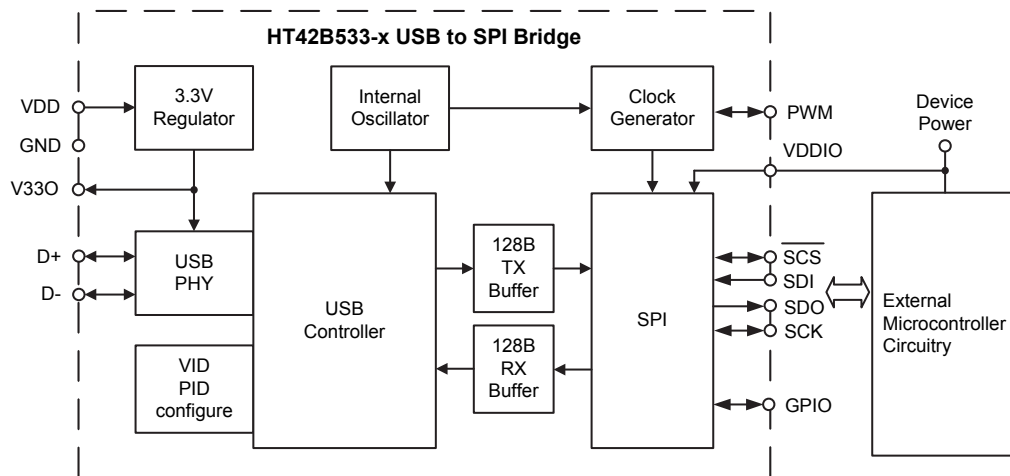 HT42B533-x USB to SPI Bridge
VDD
GND
V33O
D+
D-
3.3V
Regulator
Internal
Oscillator
Clock
Generator
PWM
VDDIO
Device
Power
USB
PHY
VID
PID
configure
USB
Controller
128B
TX
Buffer
128B
RX
Buffer
SPI
SCS
SDI
SDO
SCK
GPIO
External
Microcontroller
Circuitry